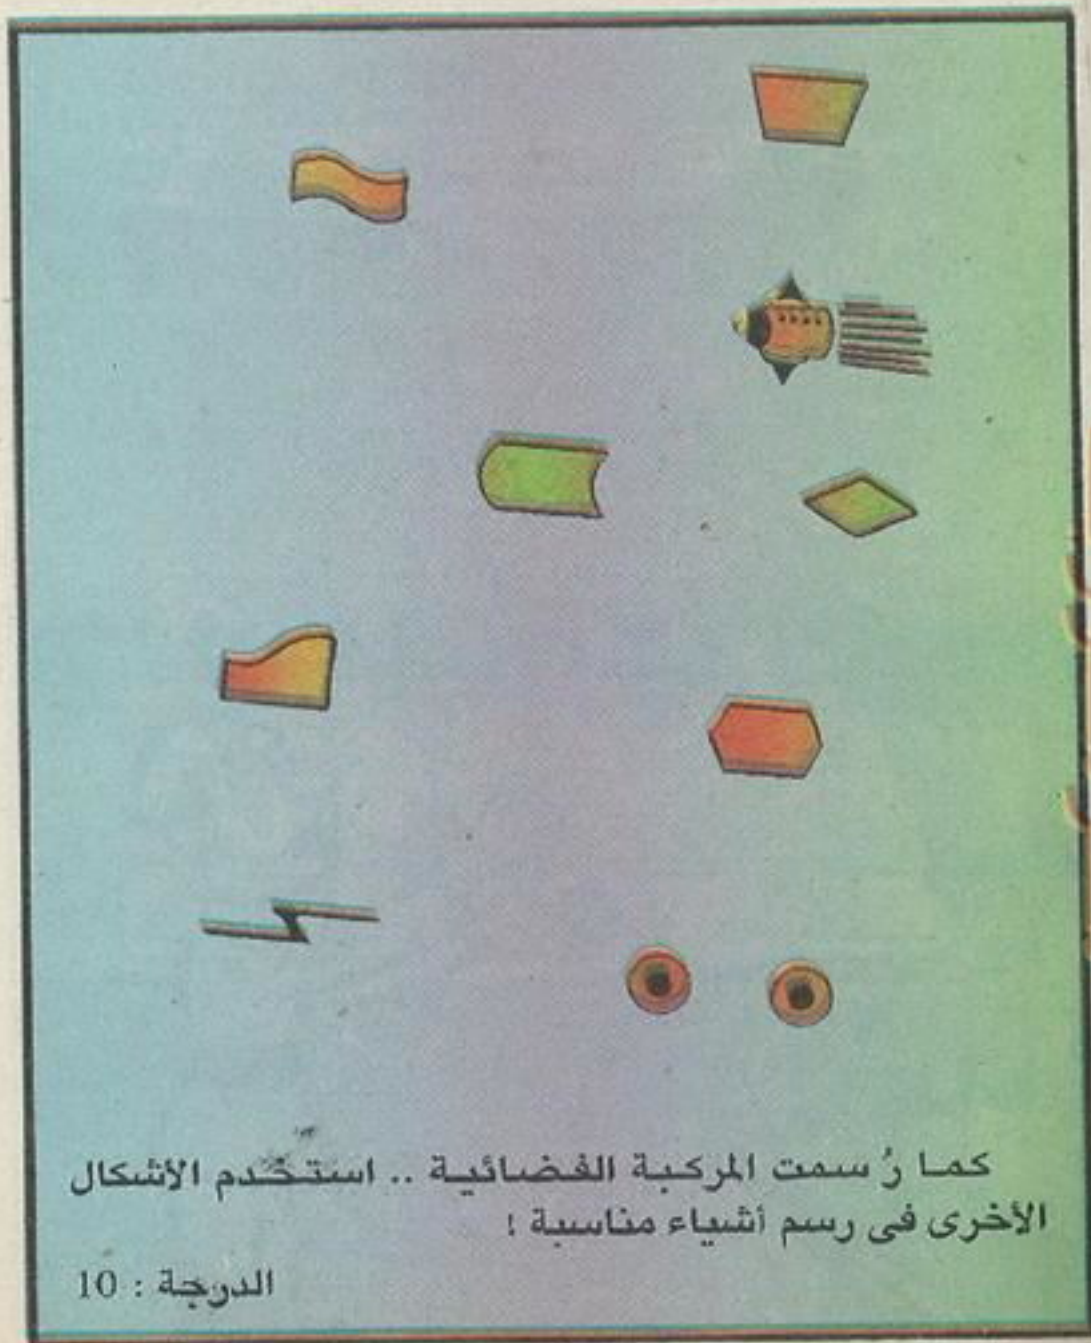 كما رُسمت المركبة الفضائية .. استخدم الأشكال
الأخرى فى رسم أشياء مناسبة !
الدرجة : 10